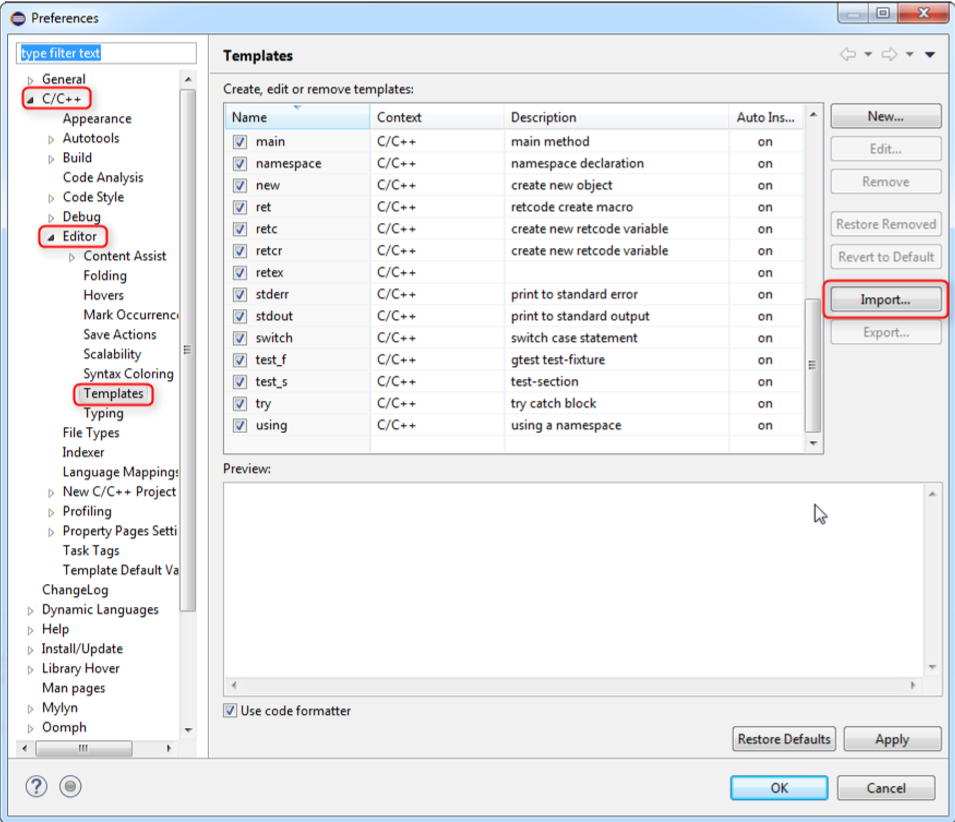 Preferences
type filter text
General
C/C++
Appearance
Autotools
Build
Code Analysis
Code Style
Debug
Editor
Content Assist
Folding
Hovers
Mark Occurrenc
Save Actions
Scalability
Syntax Coloring
Templates
Typing
File Types
Indexer
Language Mappings
New C/C++ Project
Profiling
Property Pages Setti
Task Tags
Template Default Va
ChangeLog
Dynamic Languages
Help
Install/Update
Library Hover
Man pages
Mylyn
Oomph
Templates
Create, edit or remove templates:
Name Context Description Auto Ins...
main C/C++ main method on
namespace C/C++ namespace declaration on
new C/C++ create new object on
ret C/C++ retcode create macro on
retc C/C++ create new retcode variable on
retcr C/C++ create new retcode variable on
retex C/C++ on
stderr C/C++ print to standard error on
stdout C/C++ print to standard output on
switch C/C++ switch case statement on
test_f C/C++ gtest test-fixture on
test_s C/C++ test-section on
try C/C++ try catch block on
using C/C++ using a namespace on
New...
Edit...
Remove
Restore Removed
Revert to Default
Import...
Export...
Preview:
Use code formatter
Restore Defaults Apply
? OK Cancel